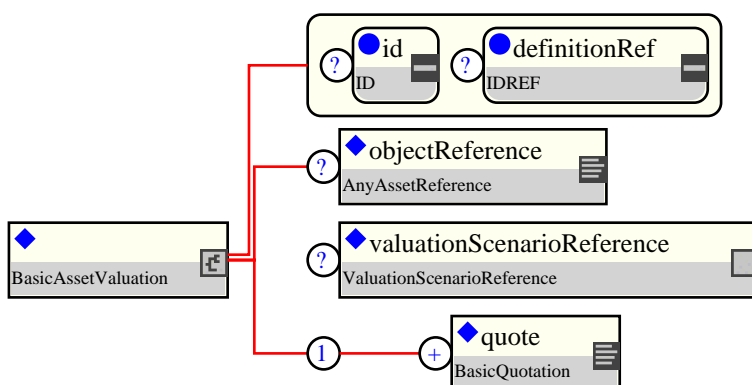 ? id ? definitionRef
ID IDREF
? objectReference
AnyAssetReference
BasicAssetValuation
? valuationScenarioReference
ValuationScenarioReference
1 + quote
BasicQuotation